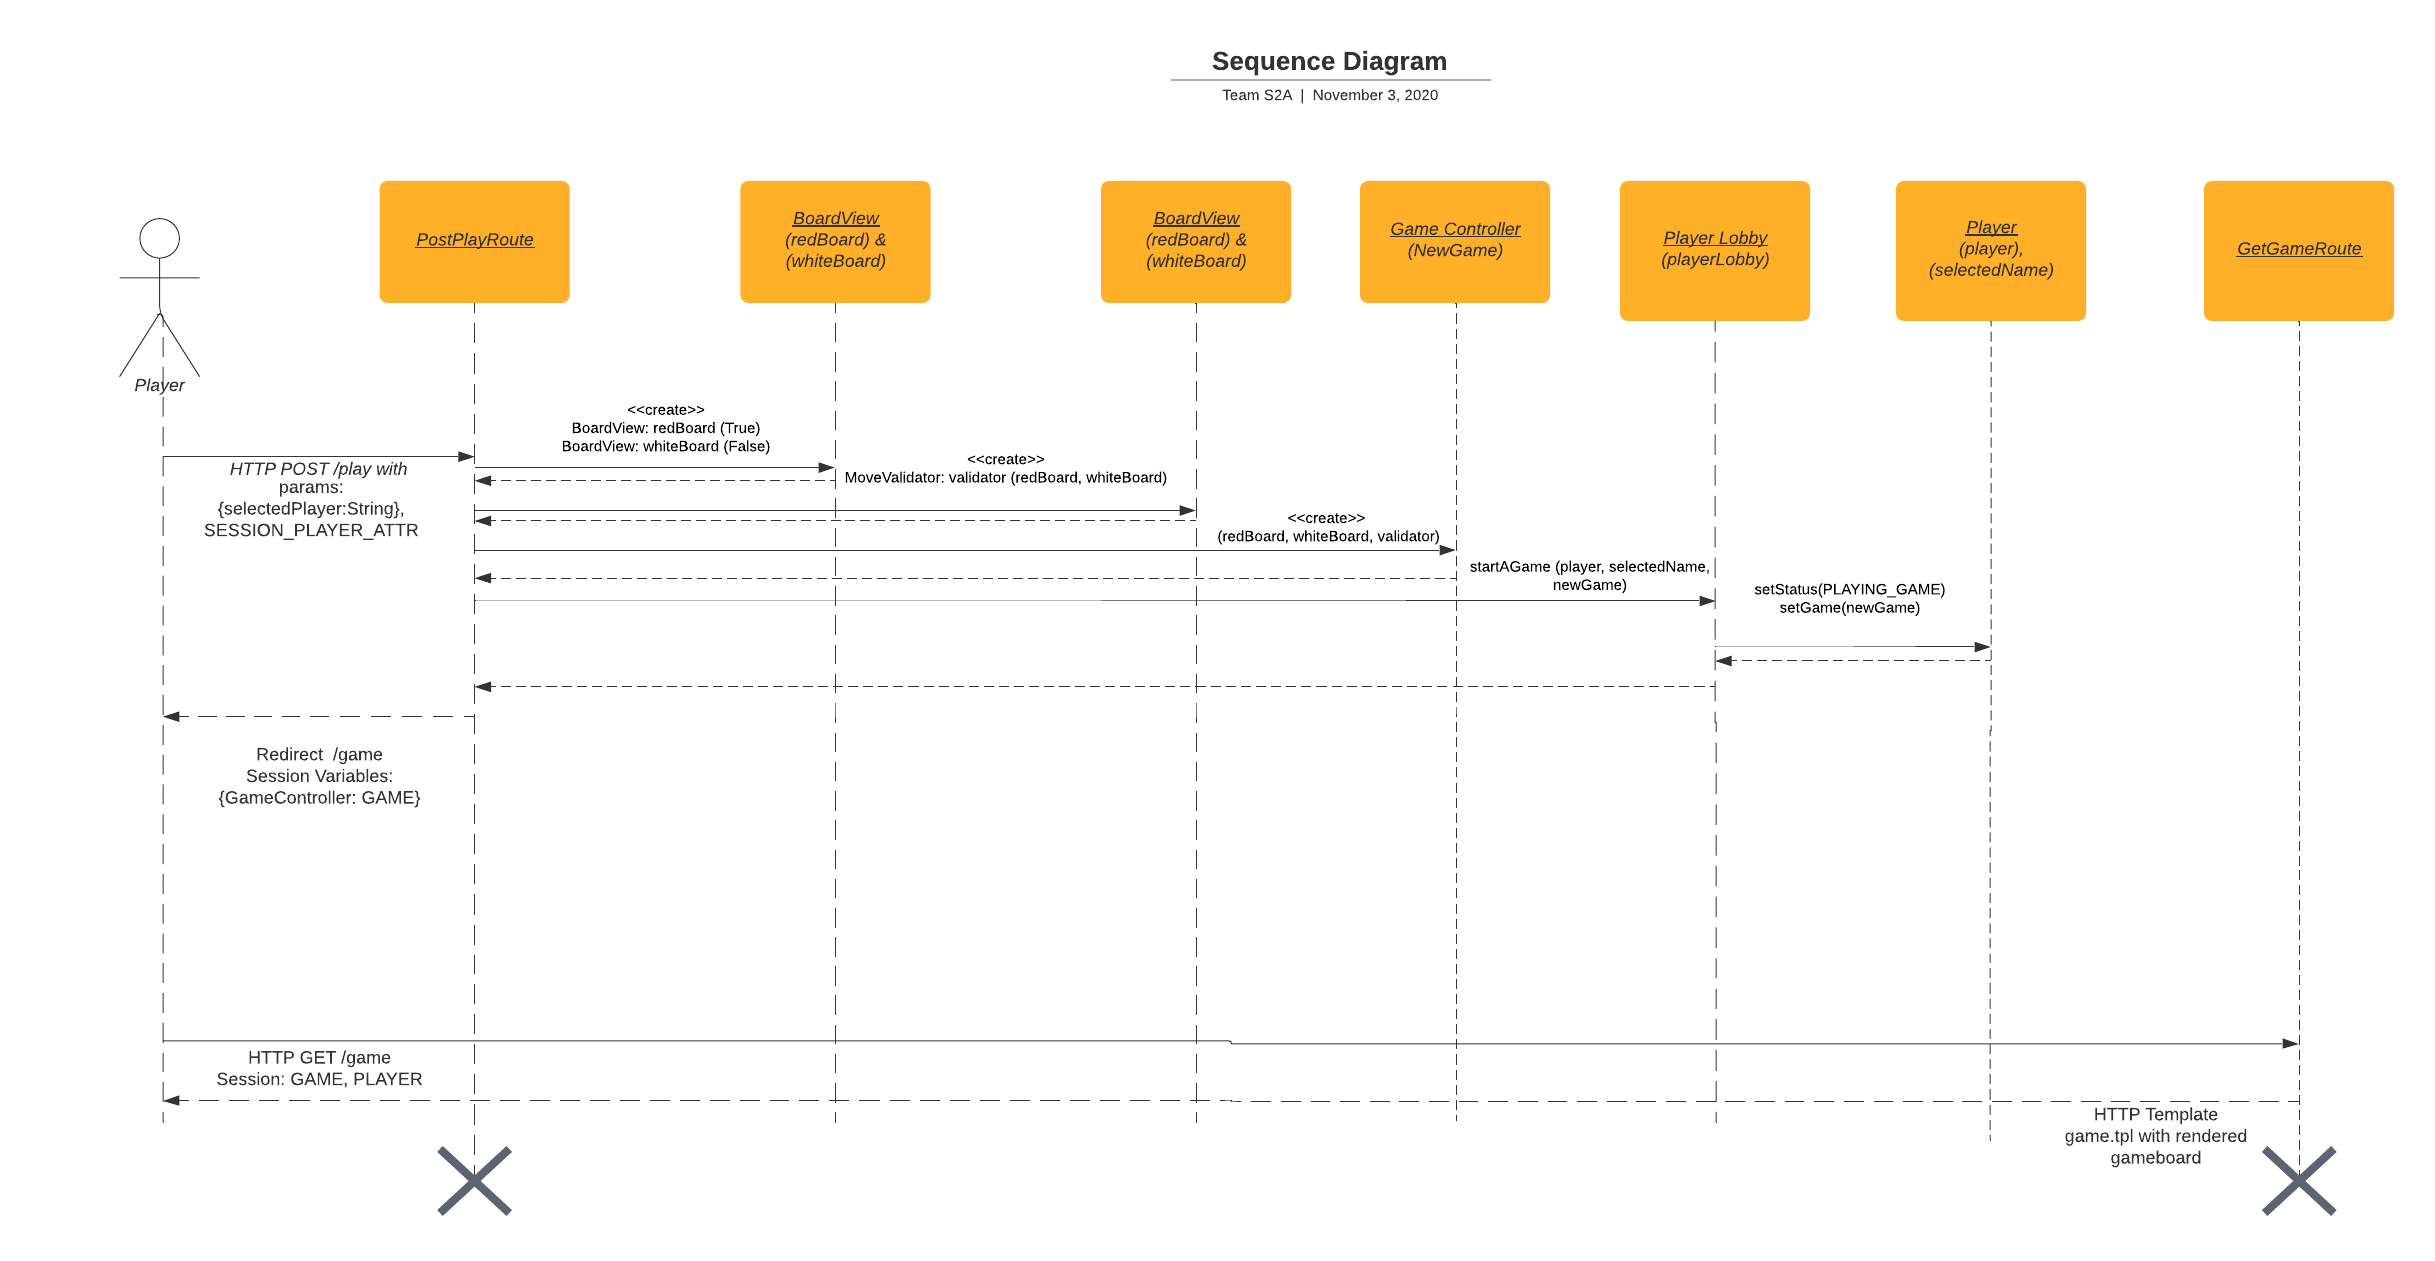 Sequence Diagram
Team S2A | November 3, 2020
Player
PostPlayRoute
BoardView
(redBoard) &
(whiteBoard)
BoardView
(redBoard) &
(whiteBoard)
Game Controller
(NewGame)
Player Lobby
(playerLobby)
Player
(player),
(selectedName)
GetGameRoute
HTTP POST /play with
params:
{selectedPlayer:String},
SESSION_PLAYER_ATTR
<<create>>
BoardView: redBoard (True)
BoardView: whiteBoard (False)
<<create>>
MoveValidator: validator (redBoard, whiteBoard)
<<create>>
(redBoard, whiteBoard, validator)
startAGame (player, selectedName,
newGame)
setStatus(PLAYING_GAME)
setGame(newGame)
Redirect /game
Session Variables:
{GameController: GAME}
HTTP GET /game
Session: GAME, PLAYER
HTTP Template
game.tpl with rendered
gameboard